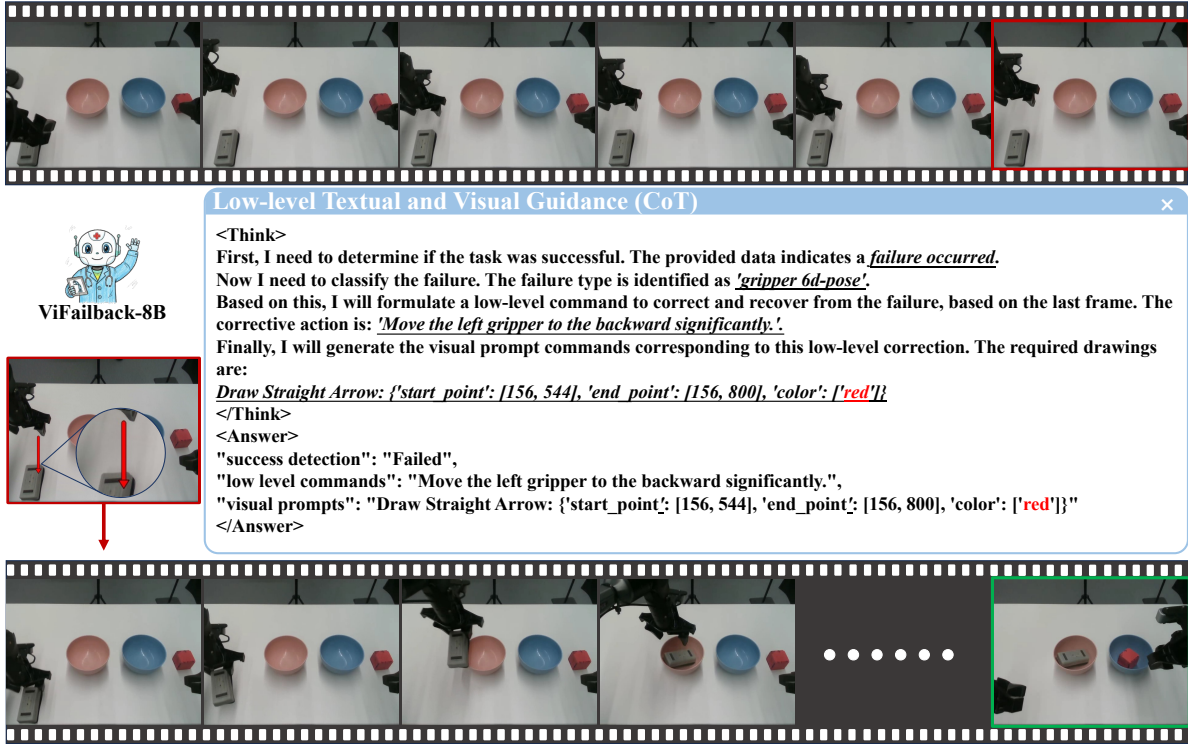 Low-level Textual and Visual Guidance (CoT)
×
<Think>
First, I need to determine if the task was successful. The provided data indicates a failure occurred.
Now I need to classify the failure. The failure type is identified as 'gripper 6d-pose'.
Based on this, I will formulate a low-level command to correct and recover from the failure, based on the last frame. The
corrective action is: 'Move the left gripper to the backward significantly.'.
Finally, I will generate the visual prompt commands corresponding to this low-level correction. The required drawings
are:
Draw Straight Arrow: {'start_point': [156, 544], 'end_point': [156, 800], 'color': ['red']}
</Think>
<Answer>
"success detection": "Failed",
"low level commands": "Move the left gripper to the backward significantly.",
"visual prompts": "Draw Straight Arrow: {'start_point': [156, 544], 'end_point': [156, 800], 'color': ['red']}"
</Answer>
ViFailback-8B